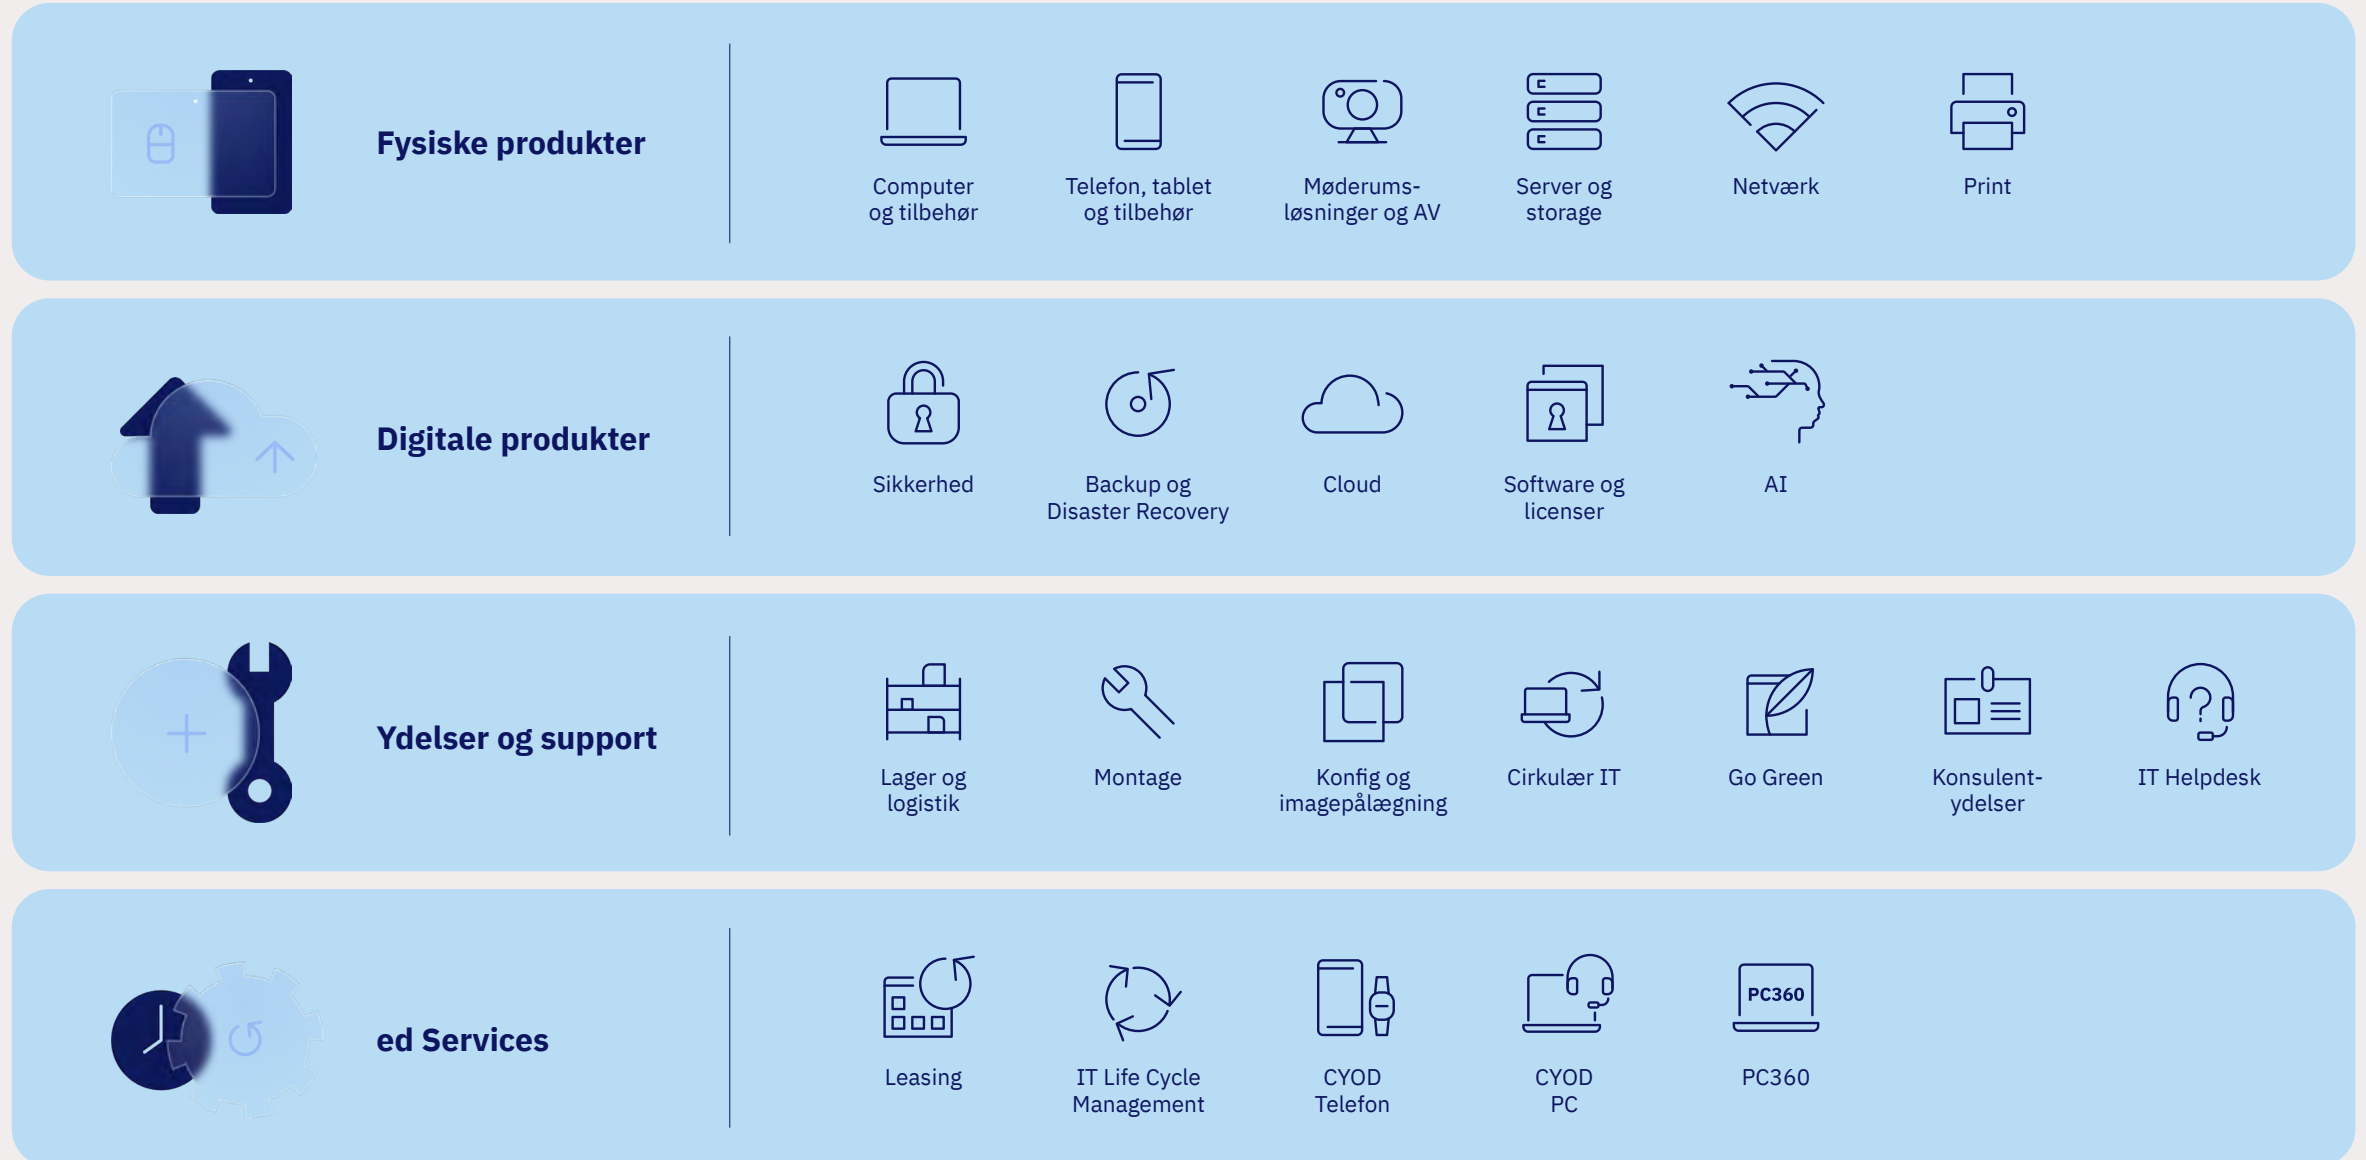 Fysiske produkter
Computer
og tilbehør
Telefon, tablet
og tilbehør
Møderums-
løsninger og AV
Server og
storage
Netværk
Print
Digitale produkter
Sikkerhed
Backup og
Disaster Recovery
Cloud
Software og
licenser
AI
Ydelser og support
Lager og
logistik
Montage
Konfig og
imagepålægning
Cirkulær IT
Go Green
Konsulent-
ydelser
IT Helpdesk
ed Services
Leasing
IT Life Cycle
Management
CYOD
Telefon
CYOD
PC
PC360
PC360